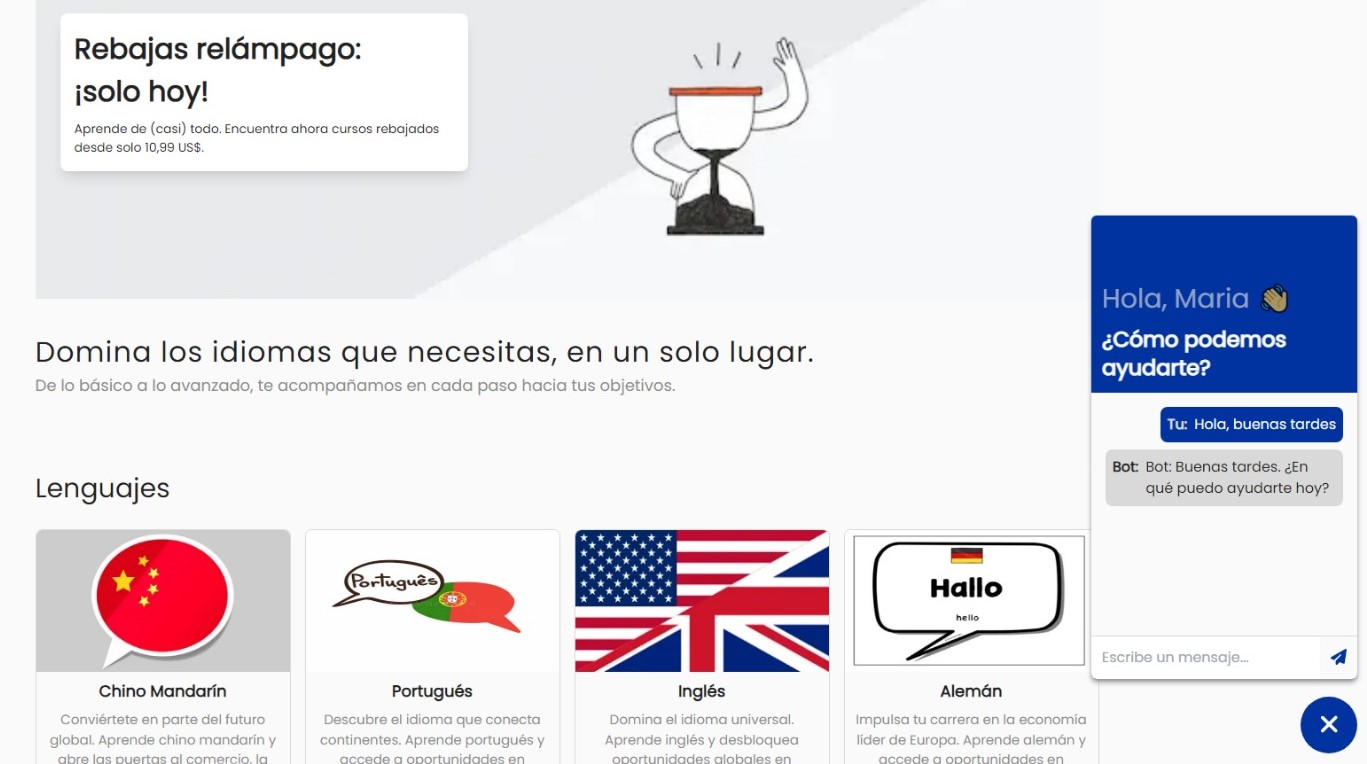 Rebajas relámpago:
¡solo hoy!
Aprende de (casi) todo. Encuentra ahora cursos rebajados
desde solo 10,99 US$.
Domina los idiomas que necesitas, en un solo lugar.
De lo básico a lo avanzado, te acompañamos en cada paso hacia tus objetivos.
Lenguajes
Português
Hallo
hello
Chino Mandarín
Conviértete en parte del futuro
global. Aprende chino mandarín y
abre las puertas al comercio, la
Portugués
Descubre el idioma que conecta
continentes. Aprende portugués y
accede a oportunidades en
Inglés
Domina el idioma universal.
Aprende inglés y desbloquea
oportunidades globales en
Alemán
Impulsa tu carrera en la economía
líder de Europa. Aprende alemán y
accede a oportunidades en
Hola, Maria 👋
¿Cómo podemos
ayudarte?
Tu: Hola, buenas tardes
Bot: Bot: Buenas tardes. ¿En
qué puedo ayudarte hoy?
Escribe un mensaje...